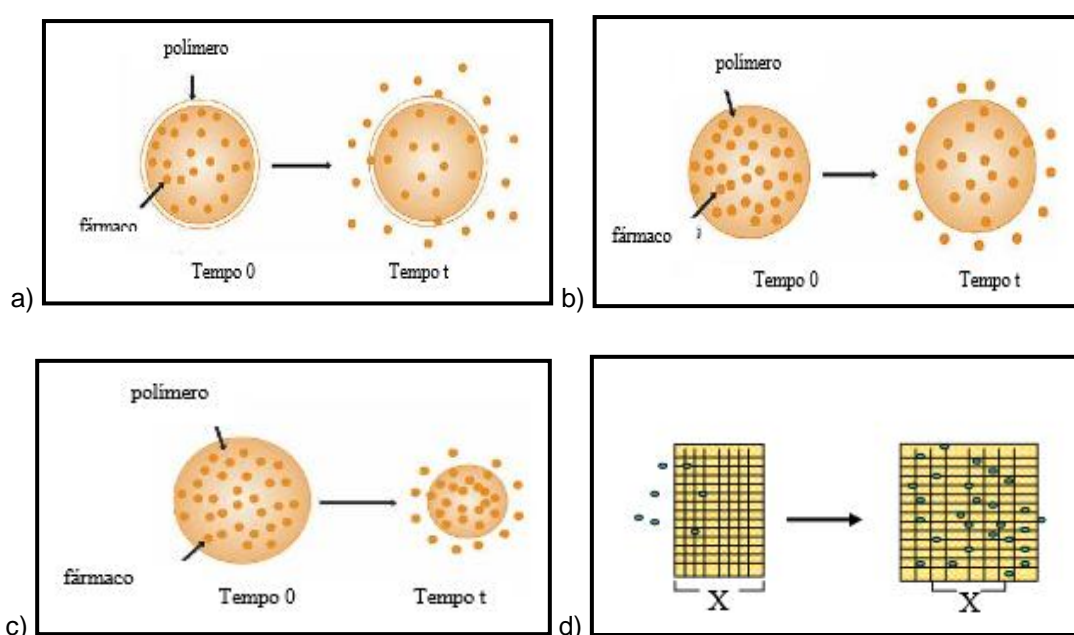 polímero
fármaco
Tempo 0
Tempo t
a)
polímero
fármaco
Tempo 0
Tempo t
b)
polímero
fármaco
Tempo 0
Tempo t
c)
X
X
d)